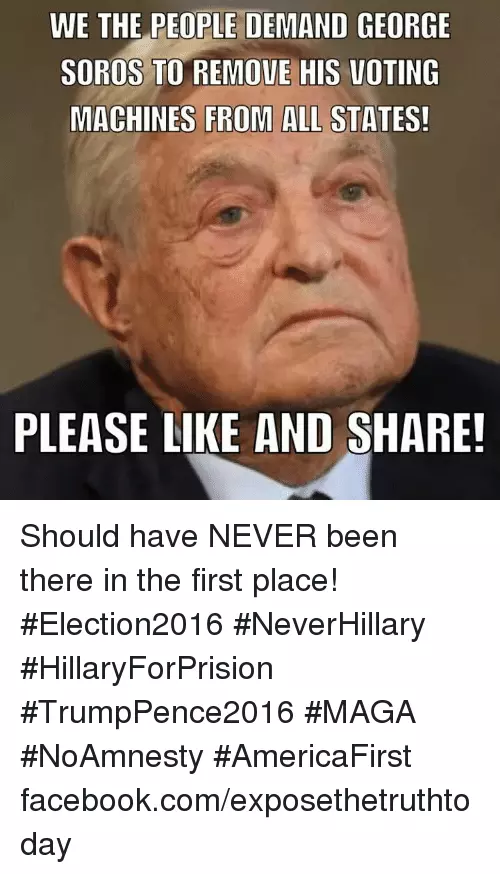 WE THE PEOPLE DEMAND GEORGE
SOROS TO REMOVE HIS VOTING
MACHINES FROM ALL STATES!
PLEASE LIKE AND SHARE!
Should have NEVER been
there in the first place!
#Election2016 #NeverHillary
#HillaryForPrision
#TrumpPence2016 #MAGA
#NoAmnesty #AmericaFirst
facebook.com/exposethetruthto
day